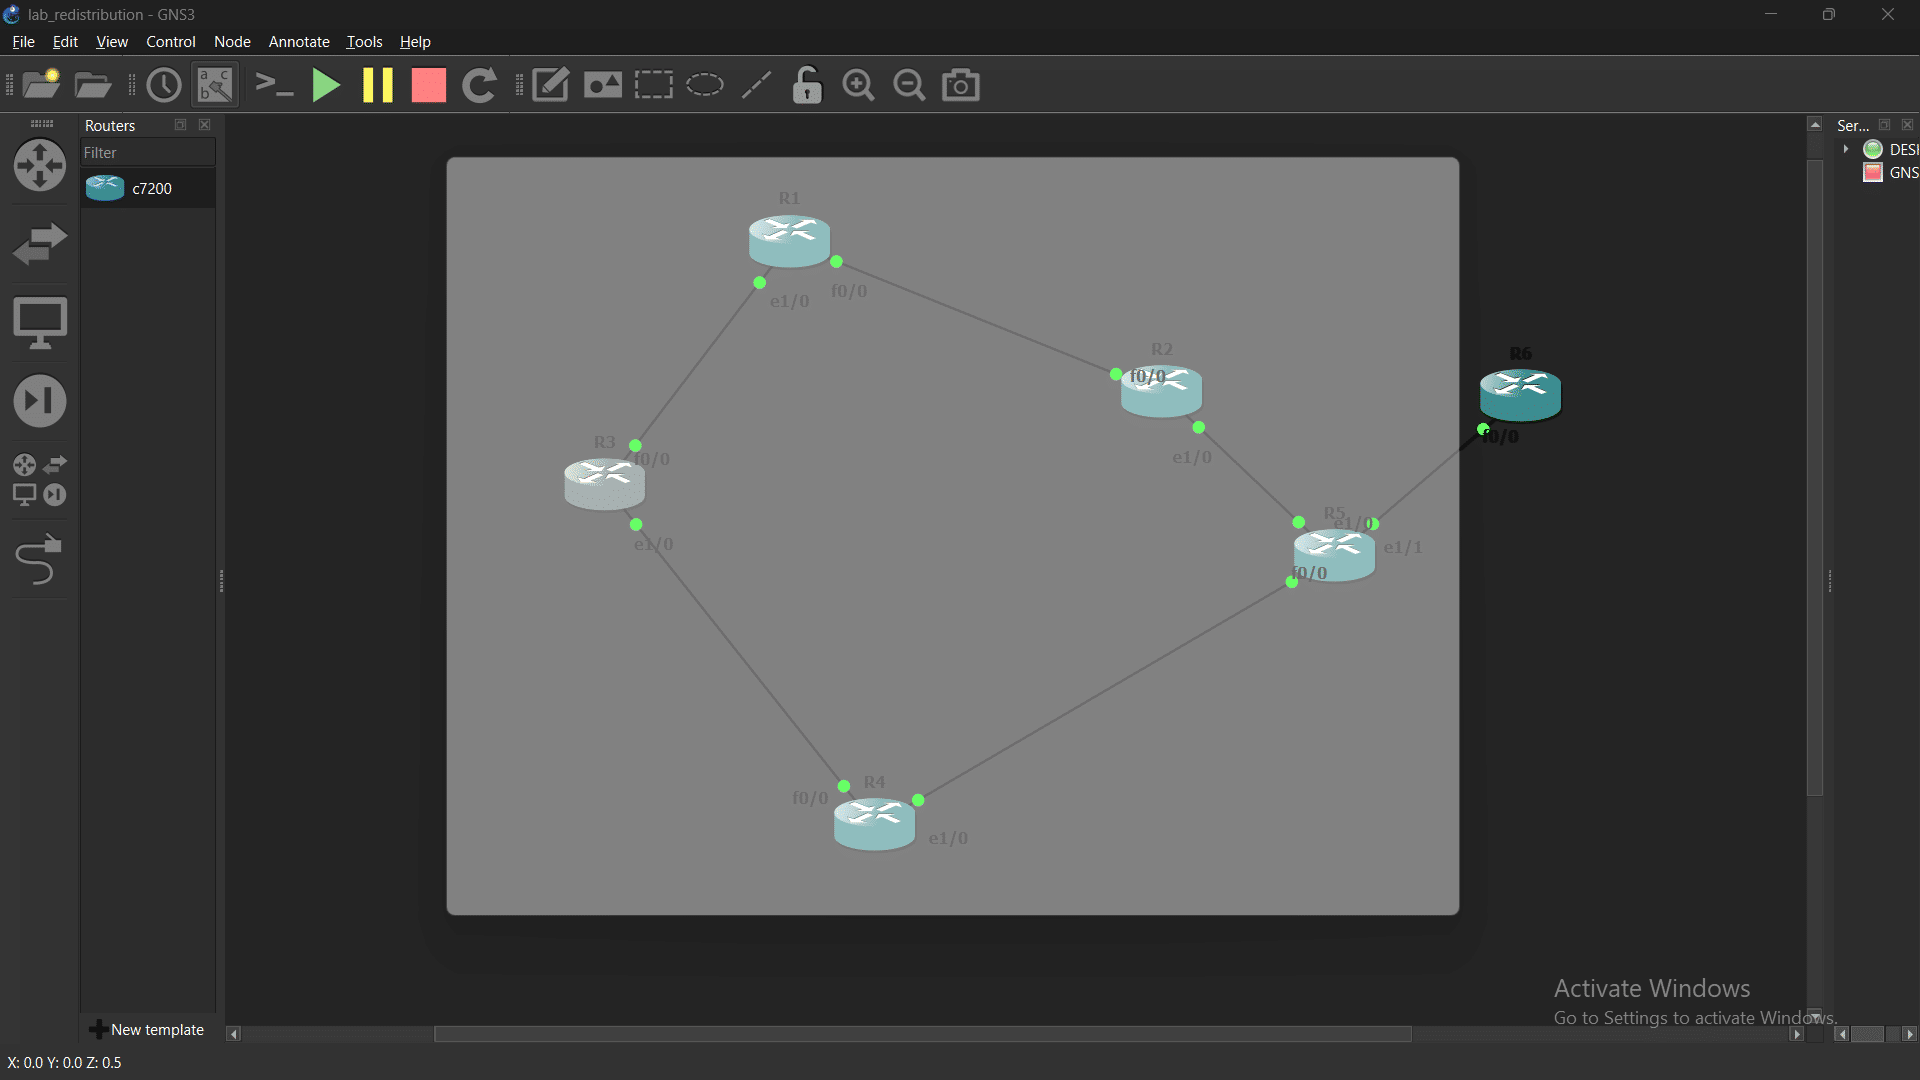 lab_redistribution - GNS3
File Edit View Control Node Annotate Tools Help
a c
b
Routers
Filter
c7200
New template
R1
e1/0
f0/0
R2
f0/0
e1/0
R3
f0/0
e1/0
R6
f0/0
R5
e1/0
e1/1
f0/0
R4
f0/0
e1/0
Ser...
DESI
GNS
Activate Windows
Go to Settings to activate Windows.
X: 0.0 Y: 0.0 Z: 0.5